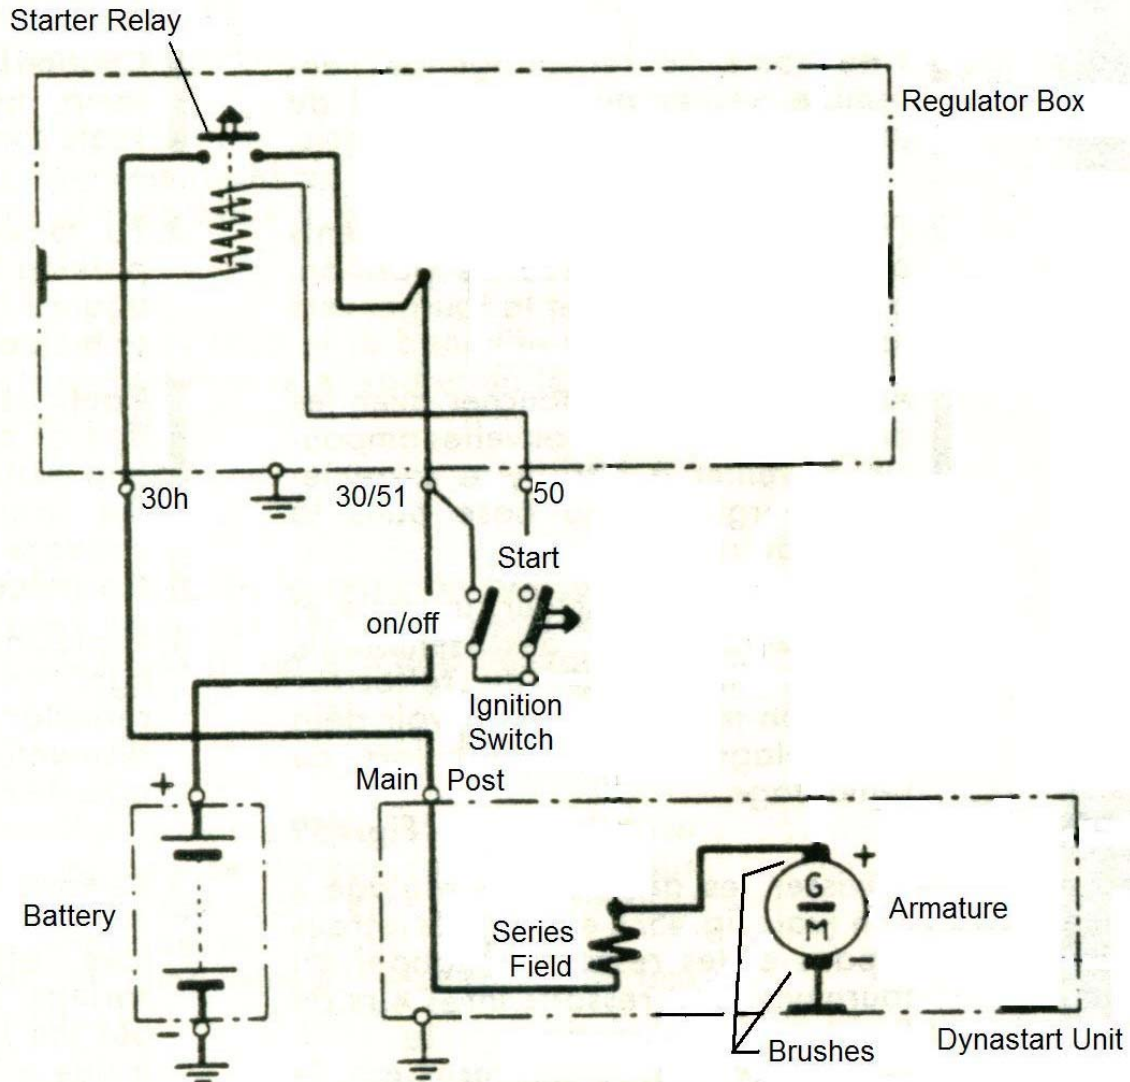 Starter Relay
Regulator Box
30h
30/51
50
Start
on/off
Ignition
Switch
Main Post
+
-
Battery
Series
Field
G
M
+
-
Armature
Brushes
Dynastart Unit